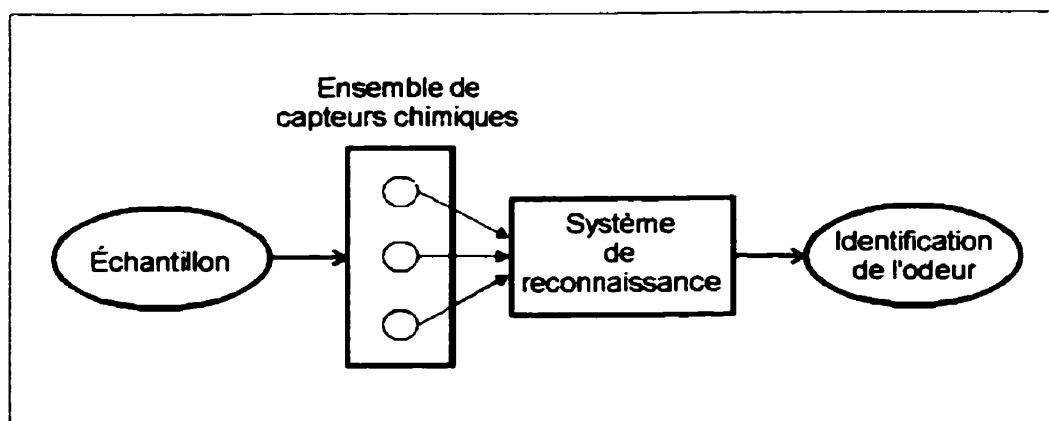 Ensemble de
capteurs chimiques
Échantillon
Système
de
reconnaissance
Identification
de l'odeur